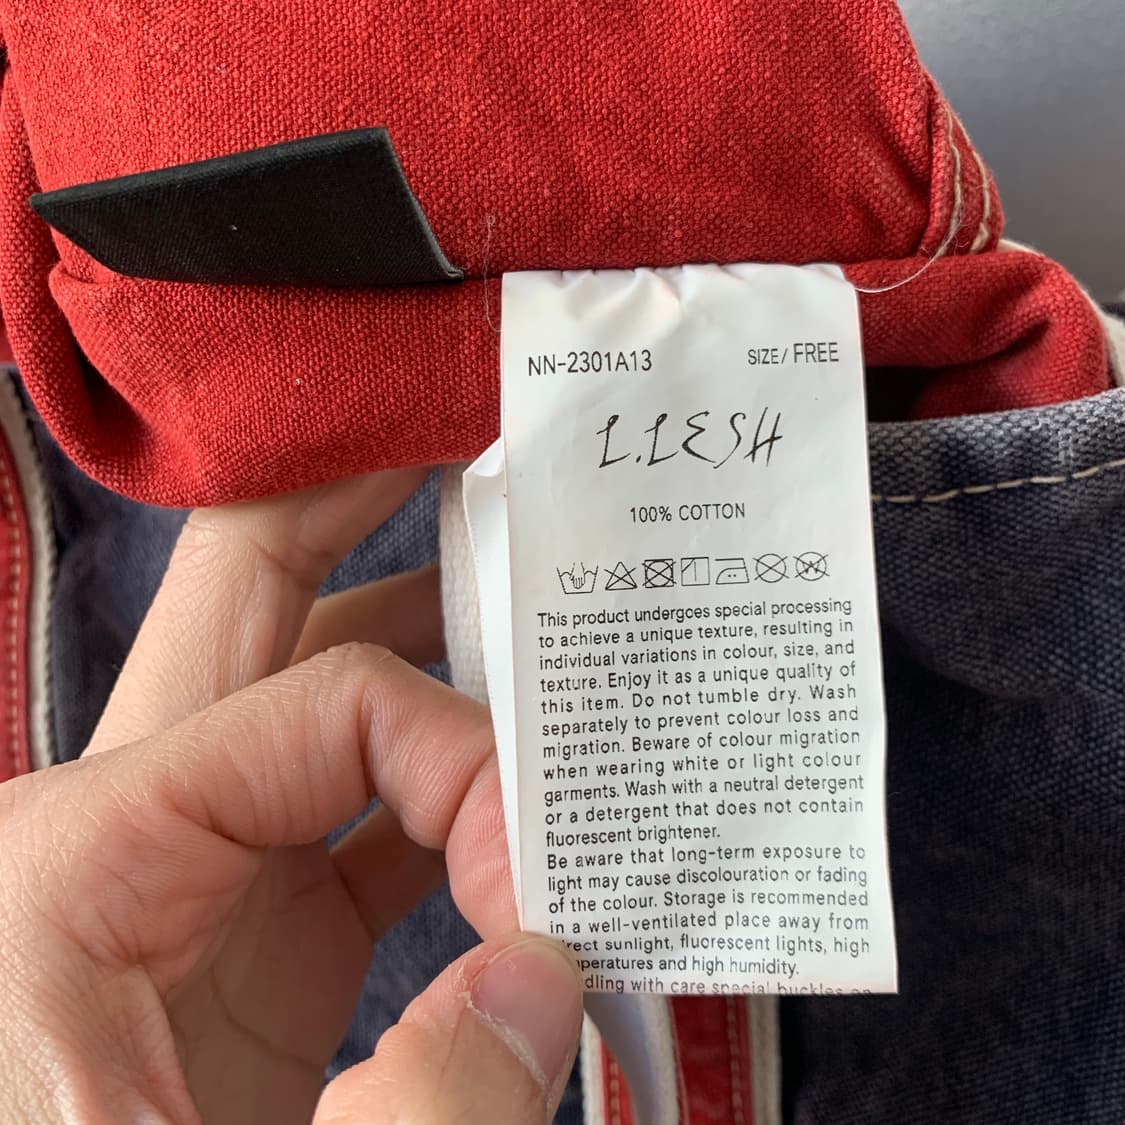 NN-2301A13 SIZE/ FREE
L.LESH
100% COTTON
This product undergoes special processing
to achieve a unique texture, resulting in
individual variations in colour, size, and
texture. Enjoy it as a unique quality of
this item. Do not tumble dry. Wash
separately to prevent colour loss and
migration. Beware of colour migration
when wearing white or light colour
garments. Wash with a neutral detergent
or a detergent that does not contain
fluorescent brightener.
Be aware that long-term exposure to
light may cause discolouration or fading
of the colour. Storage is recommended
in a well-ventilated place away from
sunlight, fluorescent lights, high
and high humidity.
with care special buckles on